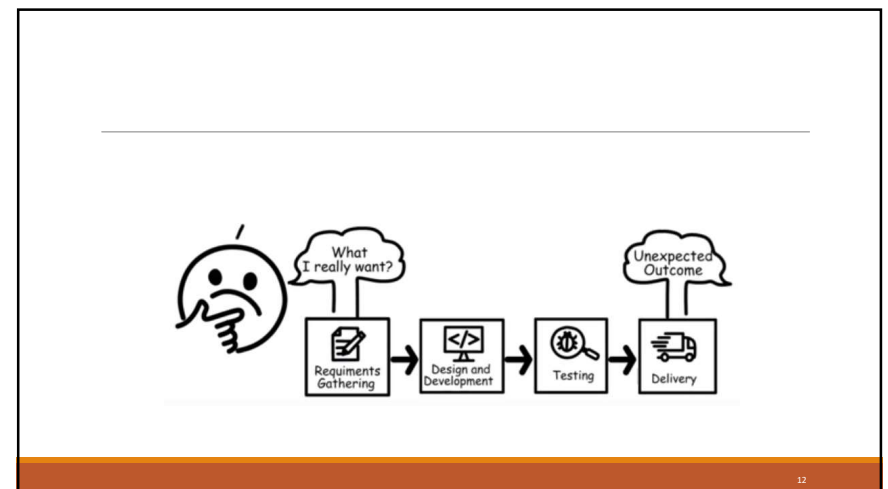 What
I really want?
Unexpected
Outcome
Requiments
Gathering
</>
Design and
Development
Testing
Delivery
12